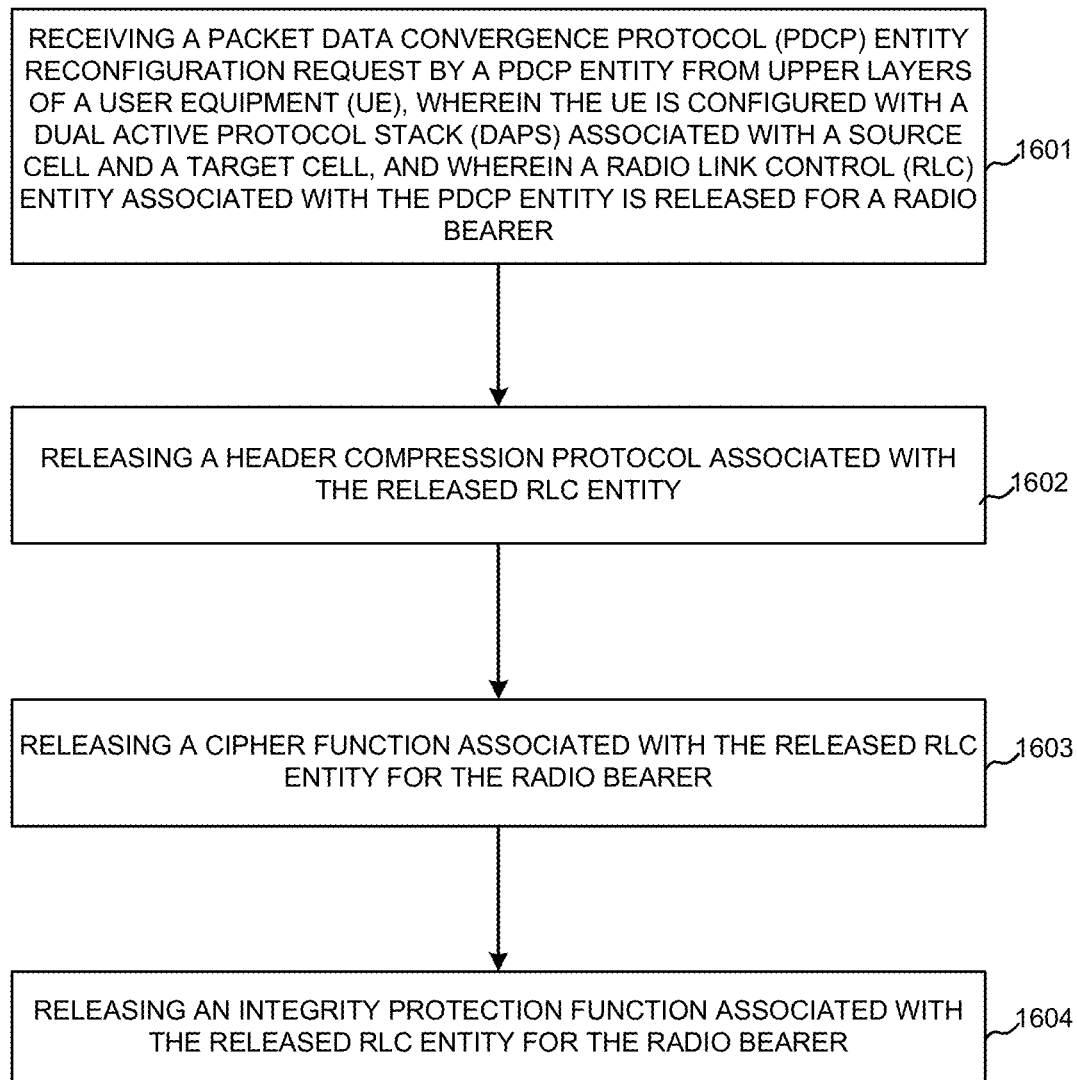 RECEIVING A PACKET DATA CONVERGENCE PROTOCOL (PDCP) ENTITY
RECONFIGURATION REQUEST BY A PDCP ENTITY FROM UPPER LAYERS
OF A USER EQUIPMENT (UE), WHEREIN THE UE IS CONFIGURED WITH A
DUAL ACTIVE PROTOCOL STACK (DAPS) ASSOCIATED WITH A SOURCE
CELL AND A TARGET CELL, AND WHEREIN A RADIO LINK CONTROL (RLC)
ENTITY ASSOCIATED WITH THE PDCP ENTITY IS RELEASED FOR A RADIO
BEARER
1601
RELEASING A HEADER COMPRESSION PROTOCOL ASSOCIATED WITH
THE RELEASED RLC ENTITY
1602
RELEASING A CIPHER FUNCTION ASSOCIATED WITH THE RELEASED RLC
ENTITY FOR THE RADIO BEARER
1603
RELEASING AN INTEGRITY PROTECTION FUNCTION ASSOCIATED WITH
THE RELEASED RLC ENTITY FOR THE RADIO BEARER
1604